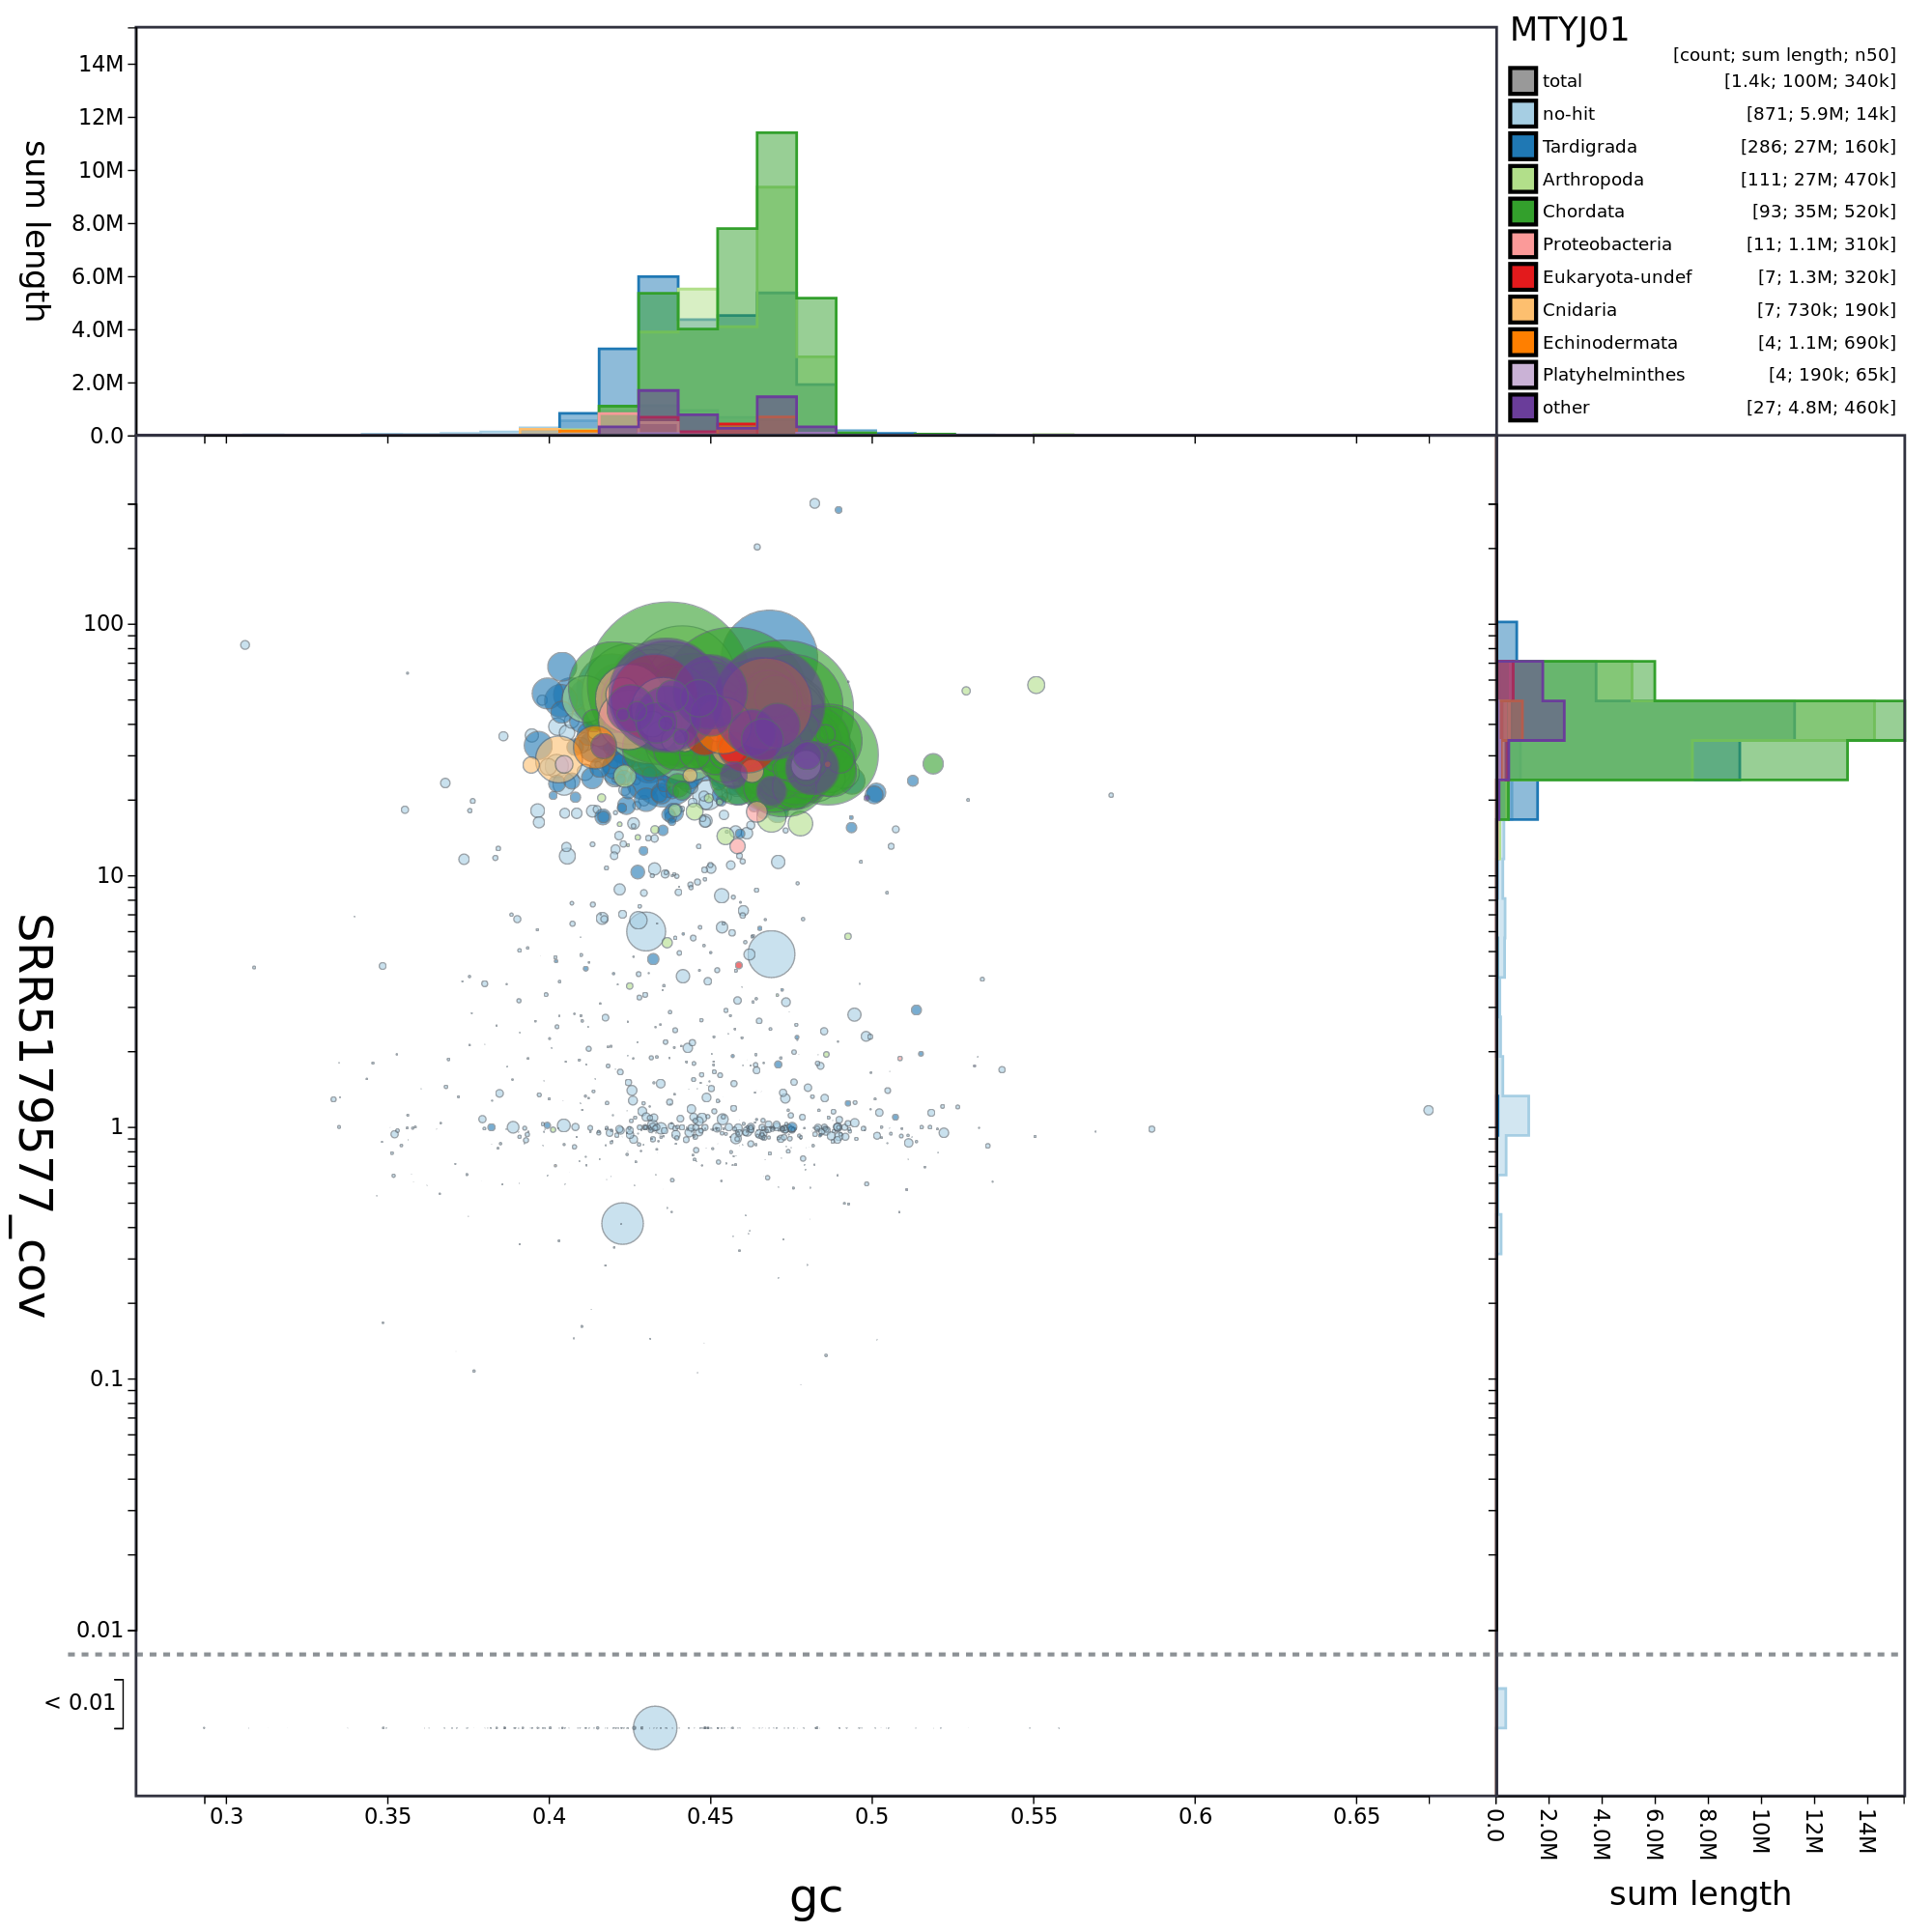 MTYJ01
[count; sum length; n50]
total [1.4k; 100M; 340k]
no-hit [871; 5.9M; 14k]
Tardigrada [286; 27M; 160k]
Arthropoda [111; 27M; 470k]
Chordata [93; 35M; 520k]
Proteobacteria [11; 1.1M; 310k]
Eukaryota-undef [7; 1.3M; 320k]
Cnidaria [7; 730k; 190k]
Echinodermata [4; 1.1M; 690k]
Platyhelminthes [4; 190k; 65k]
other [27; 4.8M; 460k]
sum length
14M
12M
10M
8.0M
6.0M
4.0M
2.0M
0.0
SRR5179577_cov
100
10
1
0.1
0.01
< 0.01
0.3 0.35 0.4 0.45 0.5 0.55 0.6 0.65
gc
0.0 2.0M 4.0M 6.0M 8.0M 10M 12M 14M
sum length